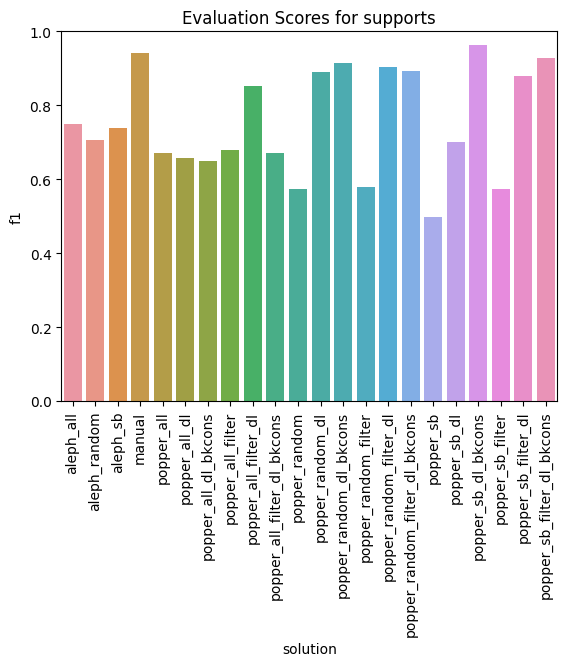 Evaluation Scores for supports
1.0
0.8
0.6
0.4
0.2
0.0
f1
aleph_all
aleph_random
aleph_sb
manual
popper_all
popper_all_dl
popper_all_dl_bkcons
popper_all_filter
popper_all_filter_dl
popper_all_filter_dl_bkcons
popper_random
popper_random_dl
popper_random_dl_bkcons
popper_random_filter
popper_random_filter_dl
popper_random_filter_dl_bkcons
popper_sb
popper_sb_dl
popper_sb_dl_bkcons
popper_sb_filter
popper_sb_filter_dl
popper_sb_filter_dl_bkcons
solution